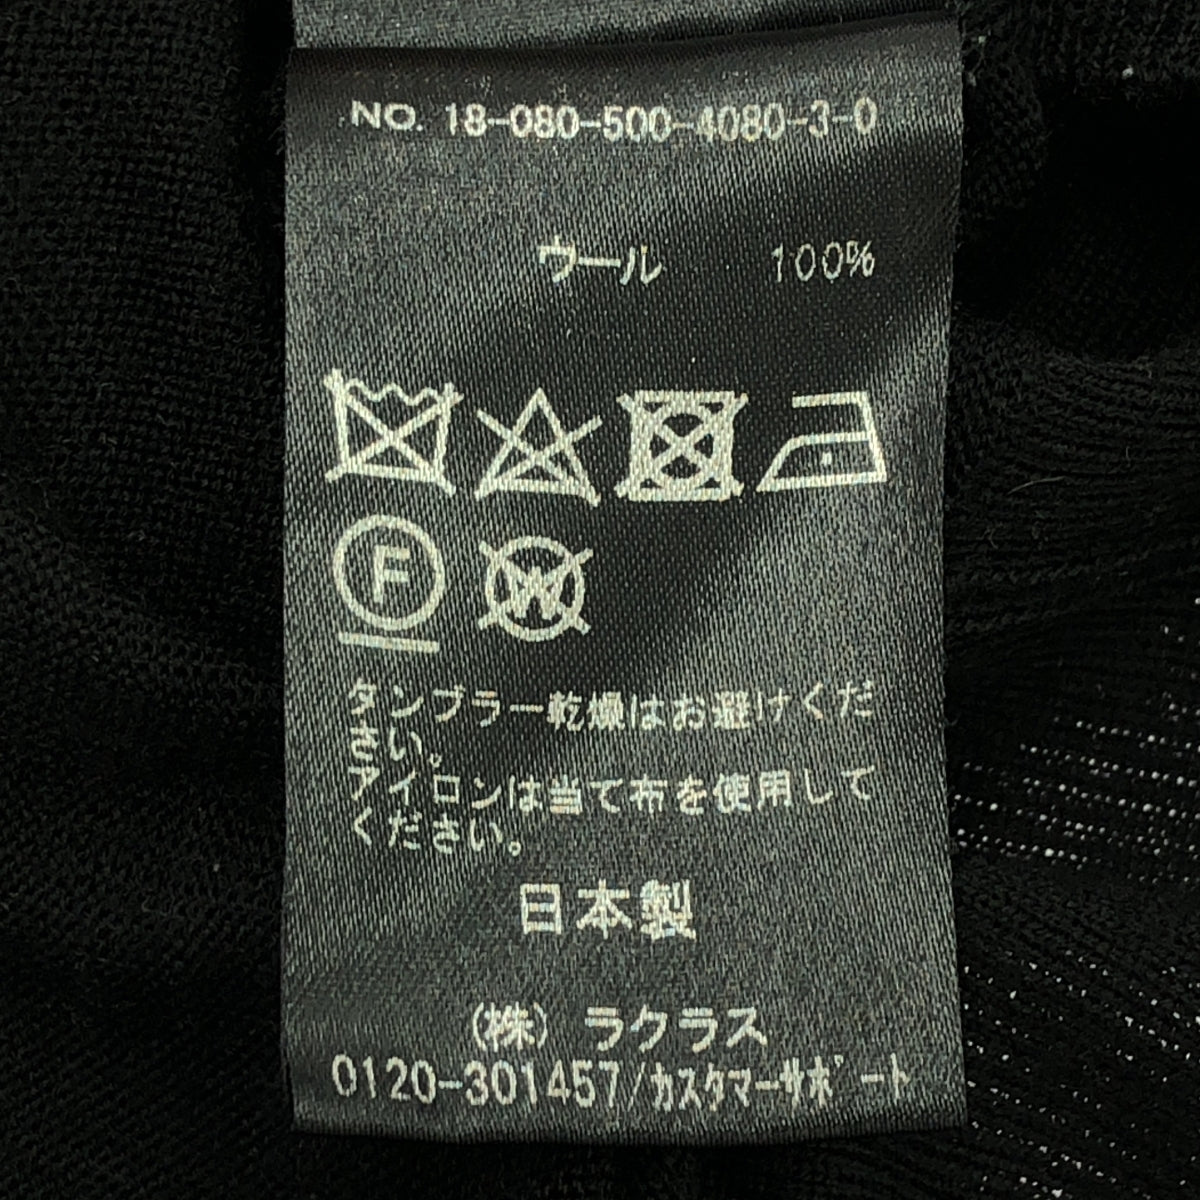 NO. 18-080-500-4080-3-0
ウール 100%
F
W
タンブラー乾燥はお避けくだ
さい。
アイロンは当て布を使用して
ください。
日本製
(株) ラクラス
0120-301457/カスタマーサポート